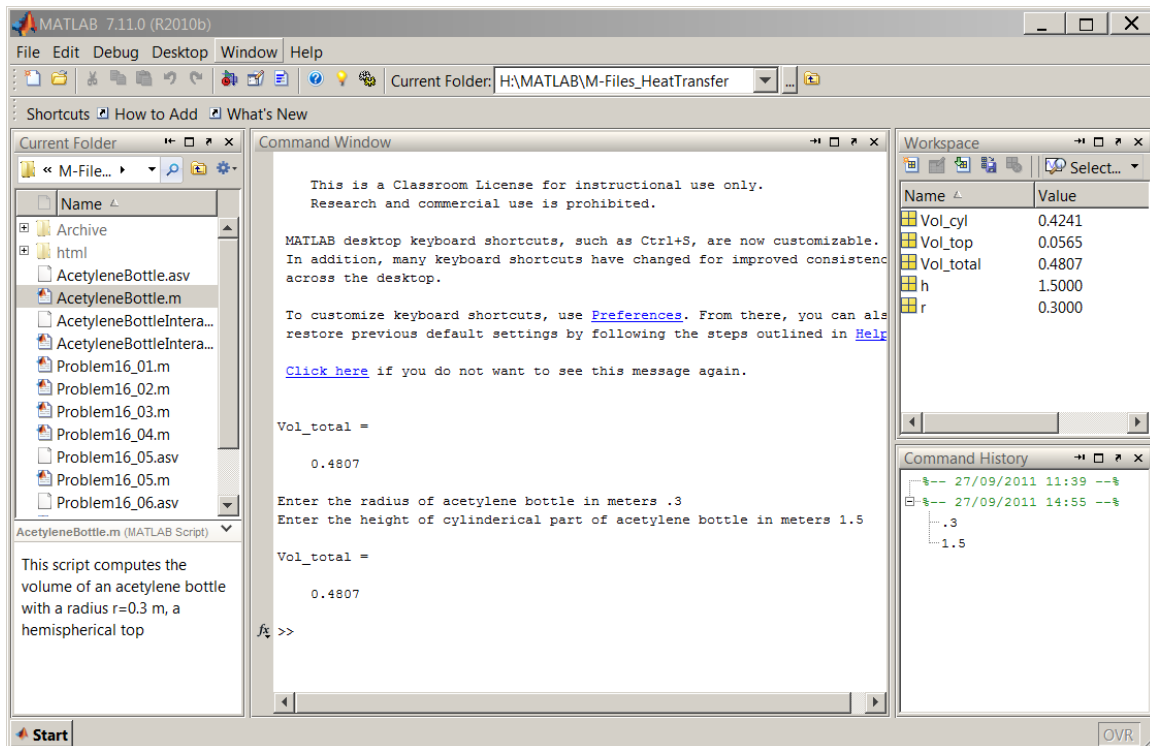 MATLAB 7.11.0 (R2010b)
File Edit Debug Desktop Window Help
Current Folder: H:\MATLAB\M-Files_HeatTransfer
Shortcuts How to Add What's New
Current Folder
« M-File...
Name
Archive
html
AcetyleneBottle.asv
AcetyleneBottle.m
AcetyleneBottleIntera...
AcetyleneBottleIntera...
Problem16_01.m
Problem16_02.m
Problem16_03.m
Problem16_04.m
Problem16_05.asv
Problem16_05.m
Problem16_06.asv
AcetyleneBottle.m (MATLAB Script)
This script computes the
volume of an acetylene bottle
with a radius r=0.3 m, a
hemispherical top
Command Window
This is a Classroom License for instructional use only.
Research and commercial use is prohibited.
MATLAB desktop keyboard shortcuts, such as Ctrl+S, are now customizable.
In addition, many keyboard shortcuts have changed for improved consistenc
across the desktop.
To customize keyboard shortcuts, use Preferences. From there, you can als
restore previous default settings by following the steps outlined in Help
Click here if you do not want to see this message again.
Vol_total =
0.4807
Enter the radius of acetylene bottle in meters .3
Enter the height of cylinderical part of acetylene bottle in meters 1.5
Vol_total =
0.4807
fx >>
Workspace
Select...
Name Value
Vol_cyl 0.4241
Vol_top 0.0565
Vol_total 0.4807
h 1.5000
r 0.3000
Command History
%-- 27/09/2011 11:39 --%
%-- 27/09/2011 14:55 --%
.3
1.5
Start
OVR